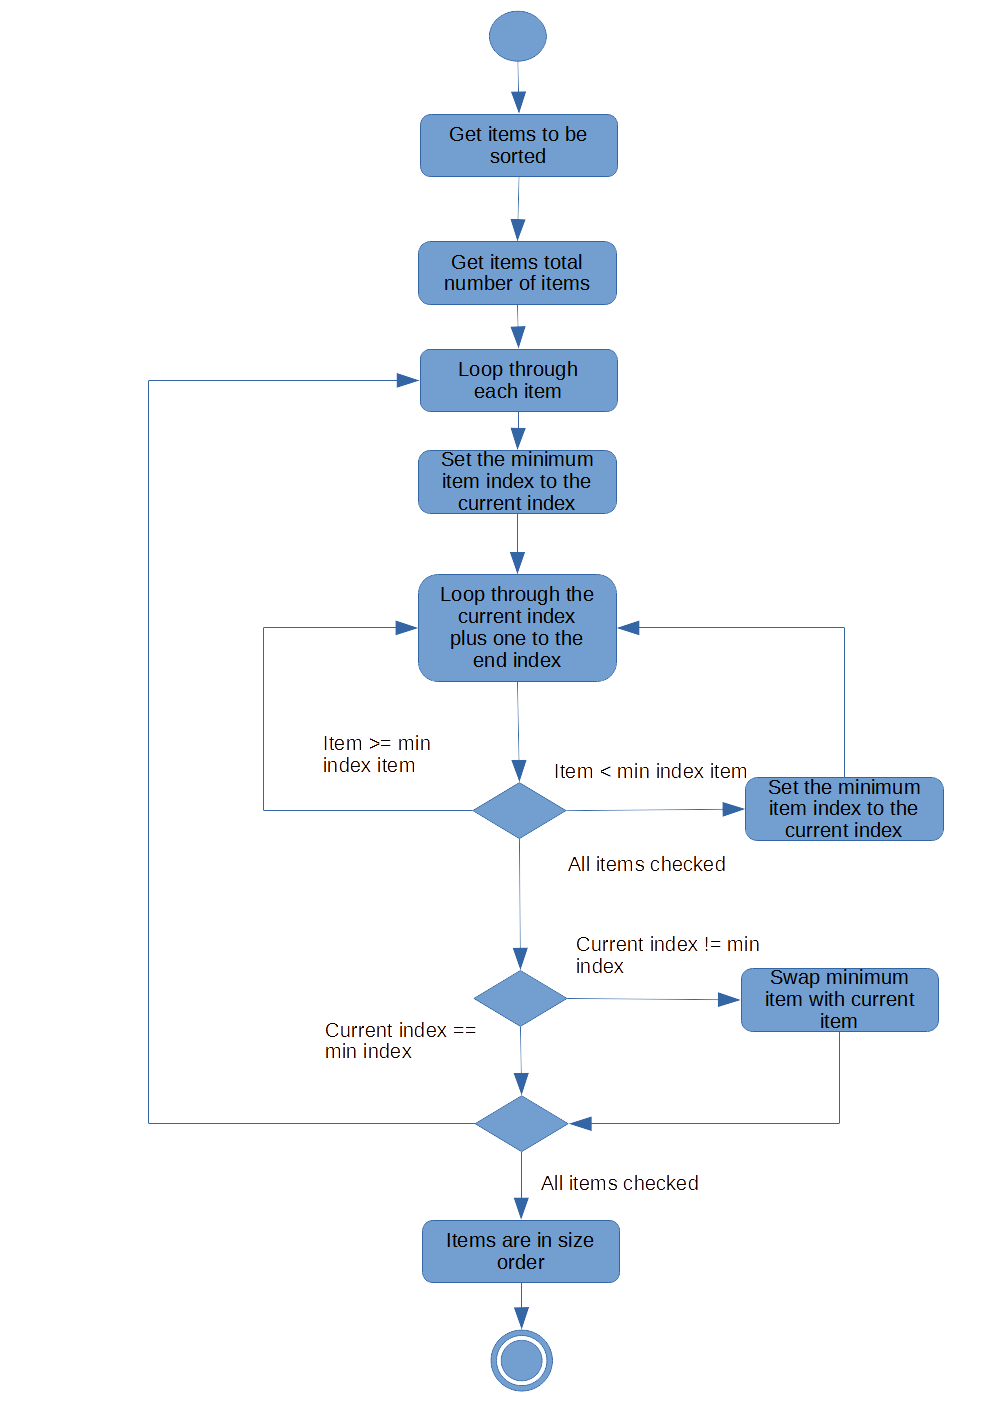 Get items to be
sorted
Get items total
number of items
Loop through
each item
Set the minimum
item index to the
current index
Loop through the
current index
plus one to the
end index
Item >= min
index item
Item < min index item
Set the minimum
item index to the
current index
All items checked
Current index != min
index
Swap minimum
item with current
item
Current index ==
min index
All items checked
Items are in size
order